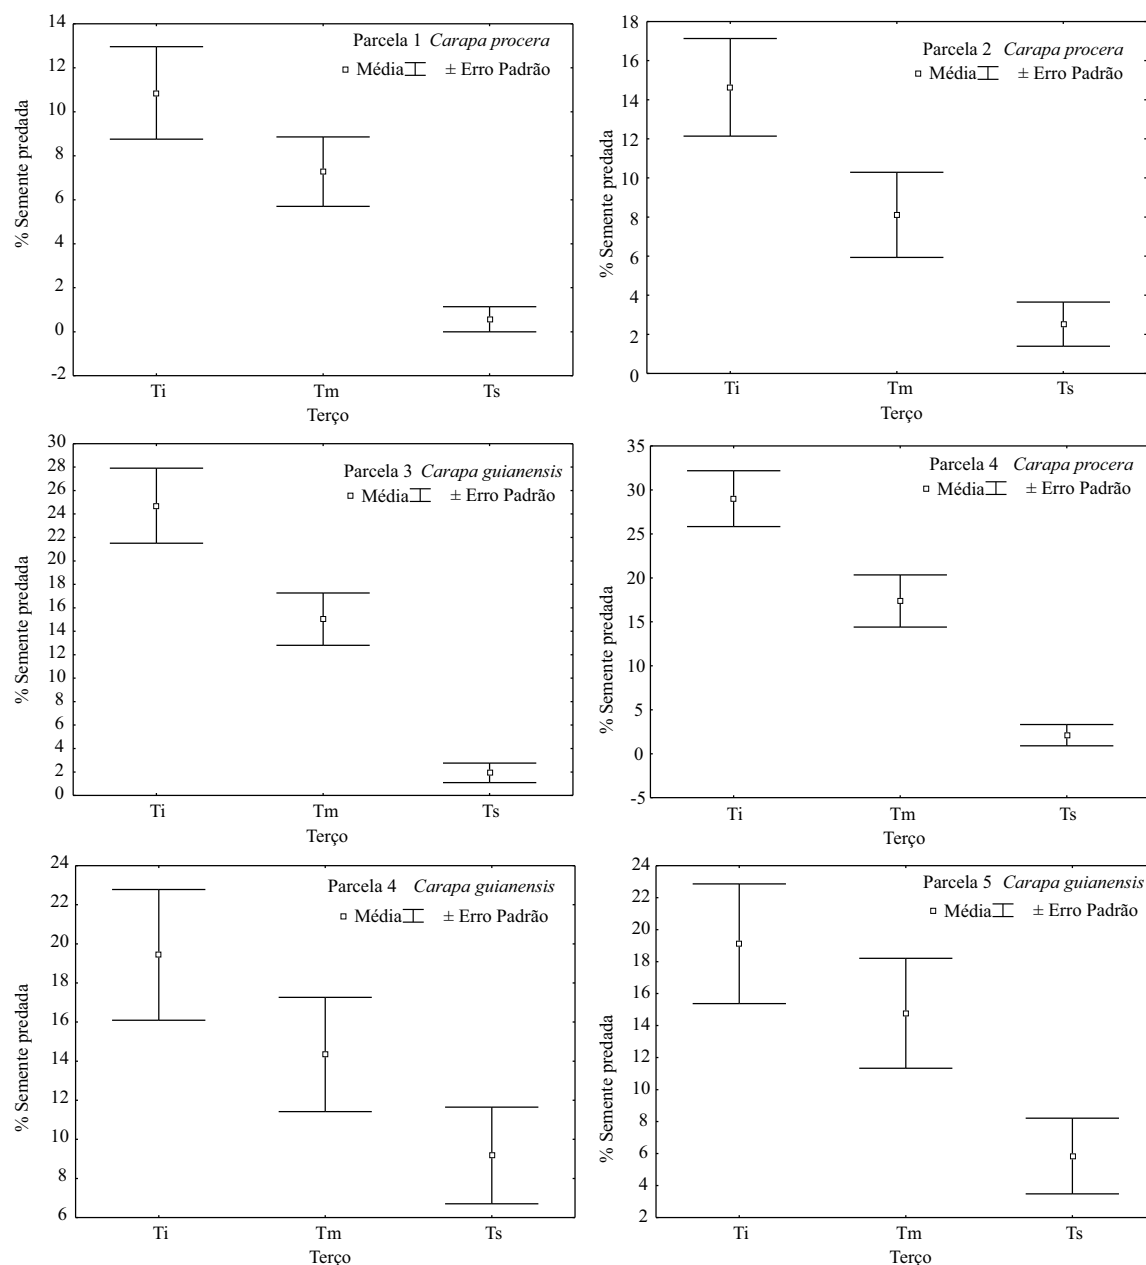 Parcela 1 Carapa procera
Média ± Erro Padrão
% Semente predada
14
12
10
8
6
4
2
0
-2
Ti Tm Ts
Terço
Parcela 2 Carapa procera
Média ± Erro Padrão
% Semente predada
18
16
14
12
10
8
6
4
2
0
Ti Tm Ts
Terço
Parcela 3 Carapa guianensis
Média ± Erro Padrão
% Semente predada
30
28
26
24
22
20
18
16
14
12
10
8
6
4
2
0
Ti Tm Ts
Terço
Parcela 4 Carapa procera
Média ± Erro Padrão
% Semente predada
35
30
25
20
15
10
5
0
-5
Ti Tm Ts
Terço
Parcela 4 Carapa guianensis
Média ± Erro Padrão
% Semente predada
24
22
20
18
16
14
12
10
8
6
Ti Tm Ts
Terço
Parcela 5 Carapa guianensis
Média ± Erro Padrão
% Semente predada
24
22
20
18
16
14
12
10
8
6
4
2
Ti Tm Ts
Terço